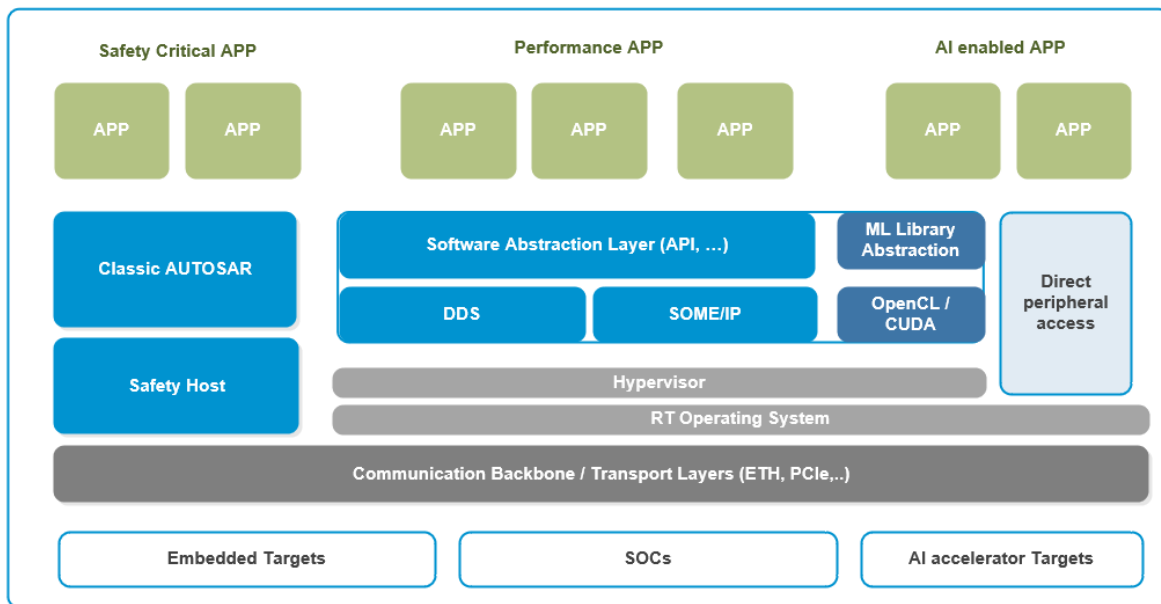 Safety Critical APP
Performance APP
AI enabled APP
APP
APP
APP
APP
APP
APP
APP
Classic AUTOSAR
Software Abstraction Layer (API, …)
ML Library
Abstraction
Direct
peripheral
access
DDS
SOME/IP
OpenCL /
CUDA
Safety Host
Hypervisor
RT Operating System
Communication Backbone / Transport Layers (ETH, PCIe,..)
Embedded Targets
SOCs
AI accelerator Targets